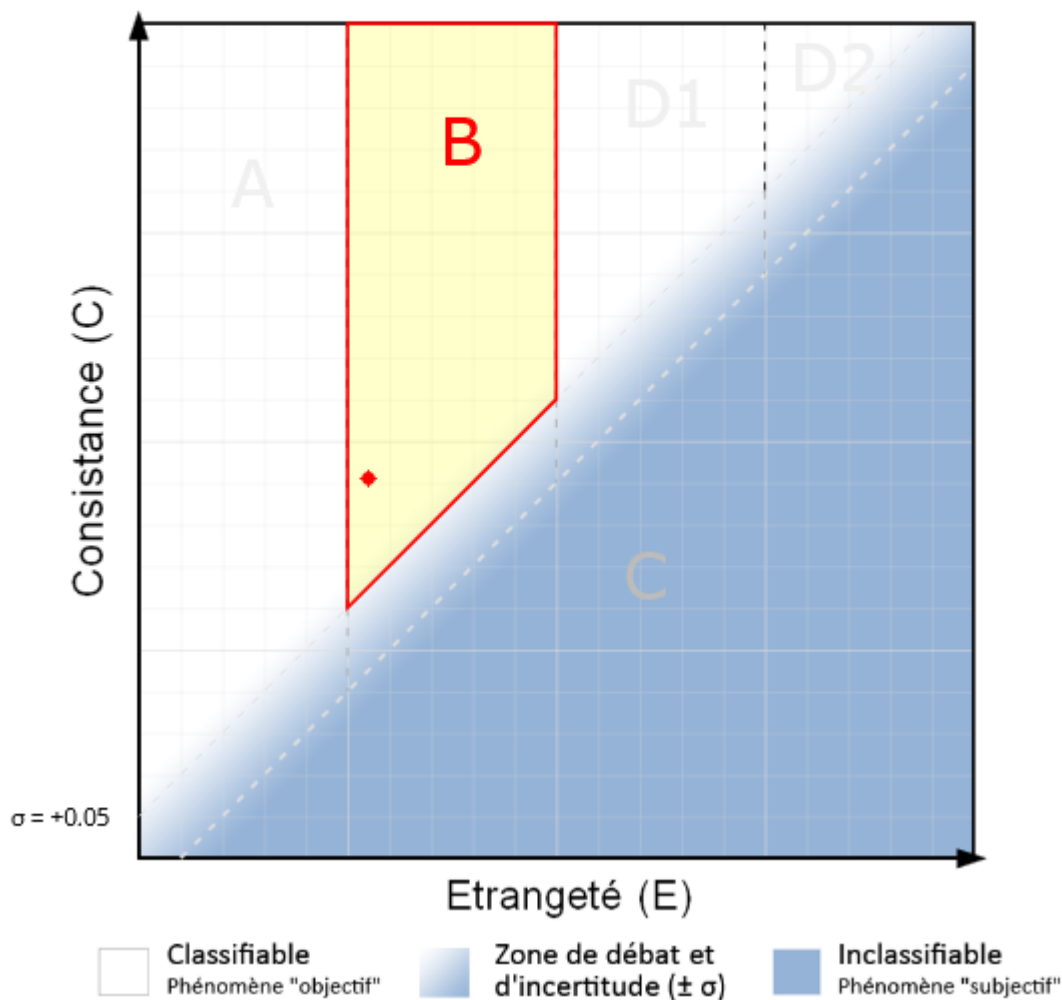 D2
D1
B
A
Consistance (C)
C
σ = +0.05
Etrangeté (E)
Classifiable
Phénomène "objectif"
Zone de débat et
d'incertitude (± σ)
Inclassifiable
Phénomène "subjectif"